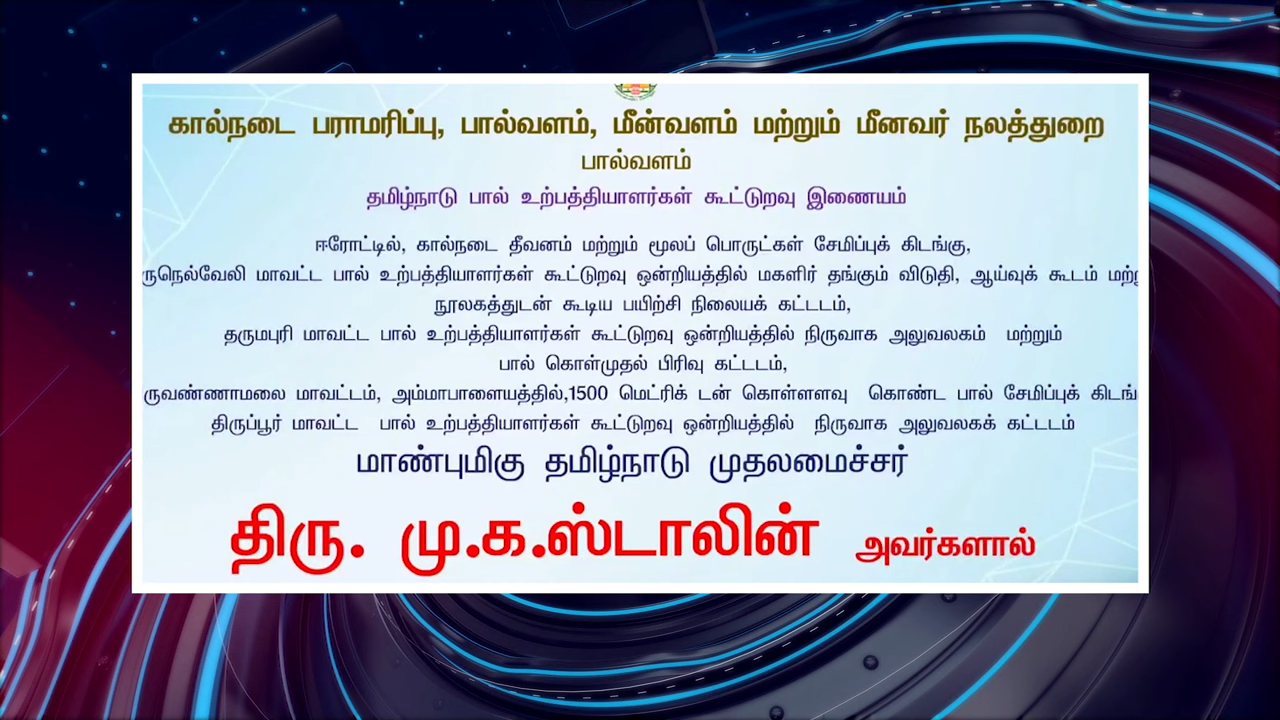 கால்நடை பராமரிப்பு, பால்வளம், மீன்வளம் மற்றும் மீனவர் நலத்துறை
பால்வளம்
தமிழ்நாடு பால் உற்பத்தியாளர்கள் கூட்டுறவு இணையம்
ஈரோட்டில், கால்நடை தீவனம் மற்றும் மூலப் பொருட்கள் சேமிப்புக் கிடங்கு,
ருநெல்வேலி மாவட்ட பால் உற்பத்தியாளர்கள் கூட்டுறவு ஒன்றியத்தில் மகளிர் தங்கும் விடுதி, ஆய்வுக் கூடம் மற்று
நூலகத்துடன் கூடிய பயிற்சி நிலையக் கட்டடம்,
தருமபுரி மாவட்ட பால் உற்பத்தியாளர்கள் கூட்டுறவு ஒன்றியத்தில் நிருவாக அலுவலகம் மற்றும்
பால் கொள்முதல் பிரிவு கட்டடம்,
ருவண்ணாமலை மாவட்டம், அம்மாபாளையத்தில்,1500 மெட்ரிக் டன் கொள்ளளவு கொண்ட பால் சேமிப்புக் கிடங்
திருப்பூர் மாவட்ட பால் உற்பத்தியாளர்கள் கூட்டுறவு ஒன்றியத்தில் நிருவாக அலுவலகக் கட்டடம்
மாண்புமிகு தமிழ்நாடு முதலமைச்சர்
திரு. மு.க.ஸ்டாலின் அவர்களால்